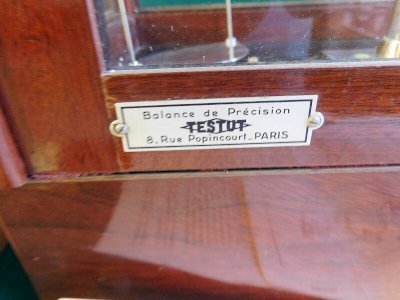 Balance de Précision
TESTUT
8, Rue Popincourt_PARIS